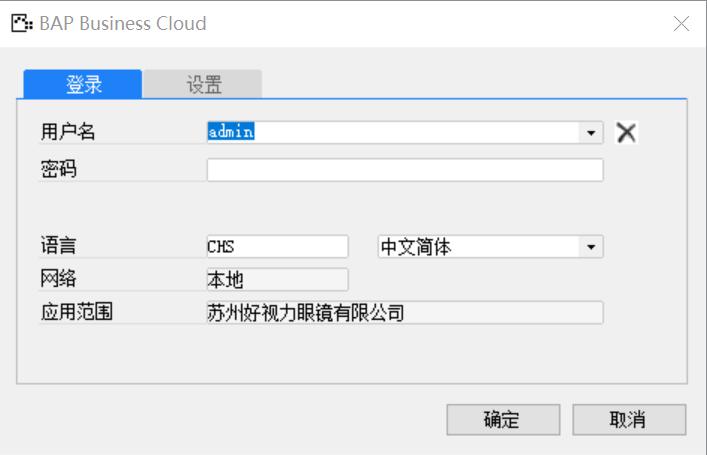 BAP Business Cloud
登录 设置
用户名 admin
密码
语言 CHS 中文简体
网络 本地
应用范围 苏州好视力眼镜有限公司
确定 取消